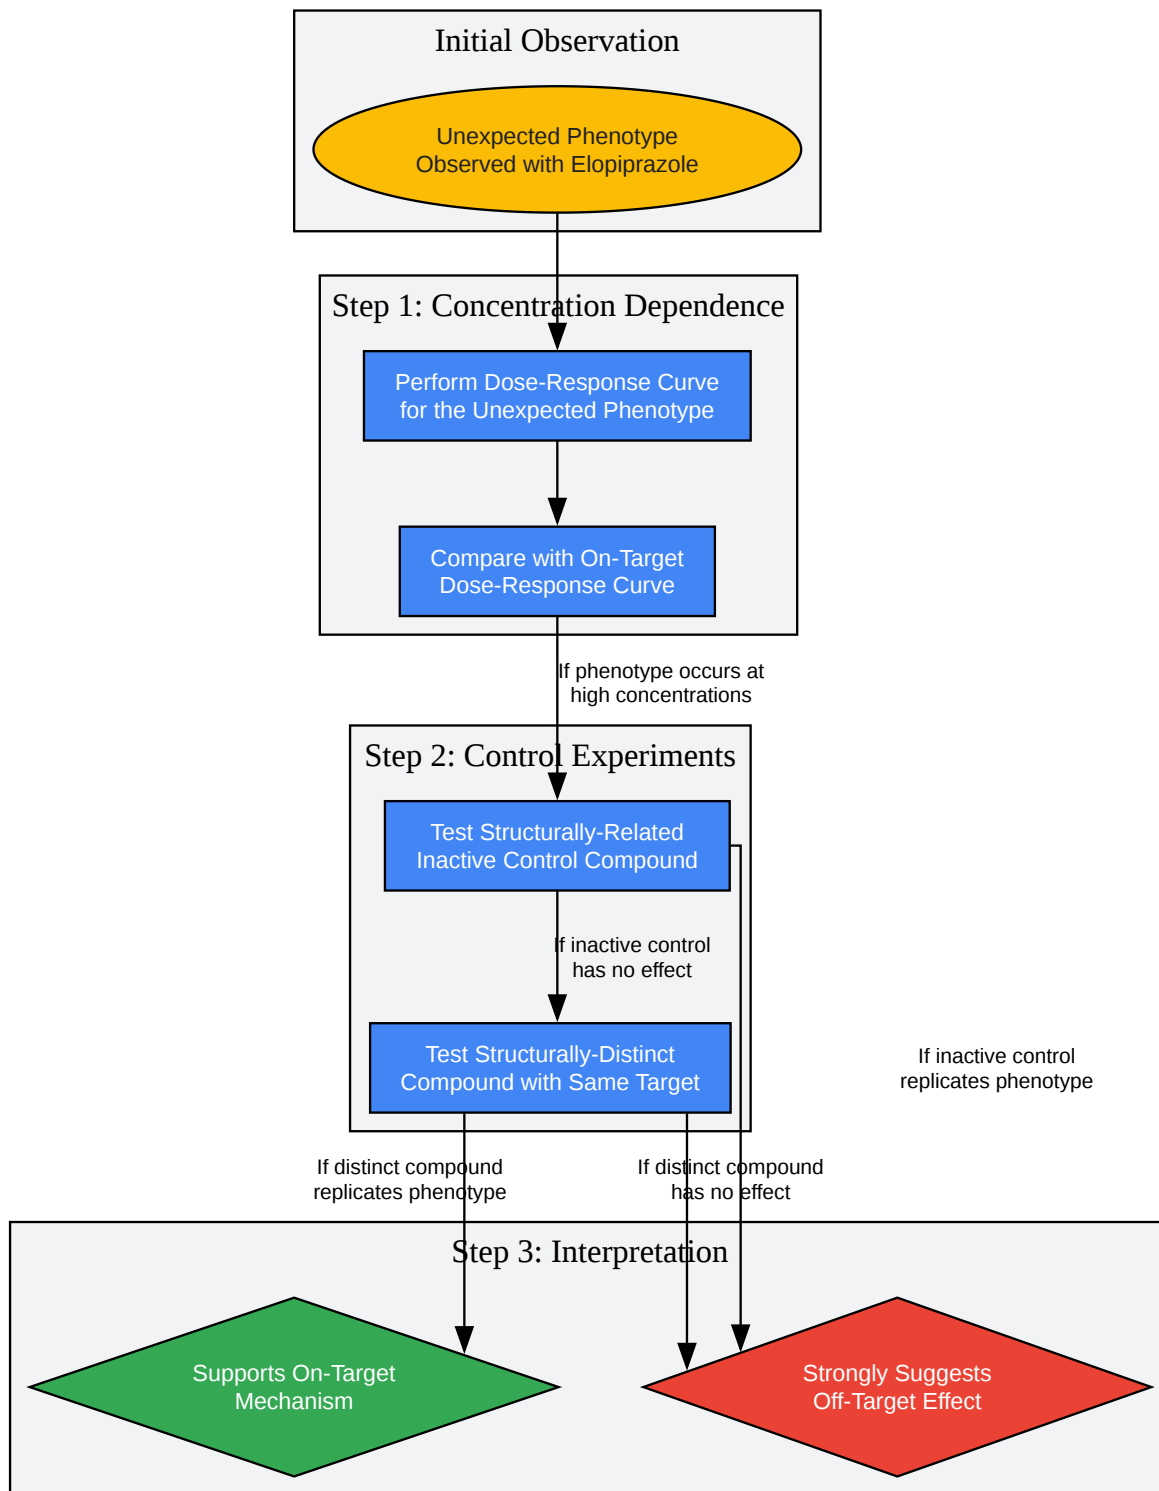 Initial Observation
Unexpected Phenotype
Observed with Elopiprazole
Step 1: Concentration Dependence
Perform Dose-Response Curve
for the Unexpected Phenotype
Compare with On-Target
Dose-Response Curve
If phenotype occurs at
high concentrations
Step 2: Control Experiments
Test Structurally-Related
Inactive Control Compound
If inactive control
has no effect
Test Structurally-Distinct
Compound with Same Target
If inactive control
replicates phenotype
If distinct compound
replicates phenotype
If distinct compound
has no effect
Step 3: Interpretation
Supports On-Target
Mechanism
Strongly Suggests
Off-Target Effect